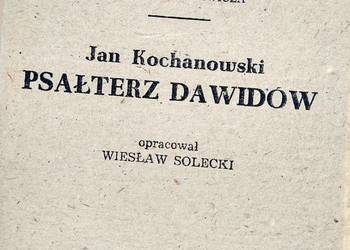 Jan Kochanowski
PSAŁTERZ DAWIDÓW
opracował
WIESŁAW SOLECKI